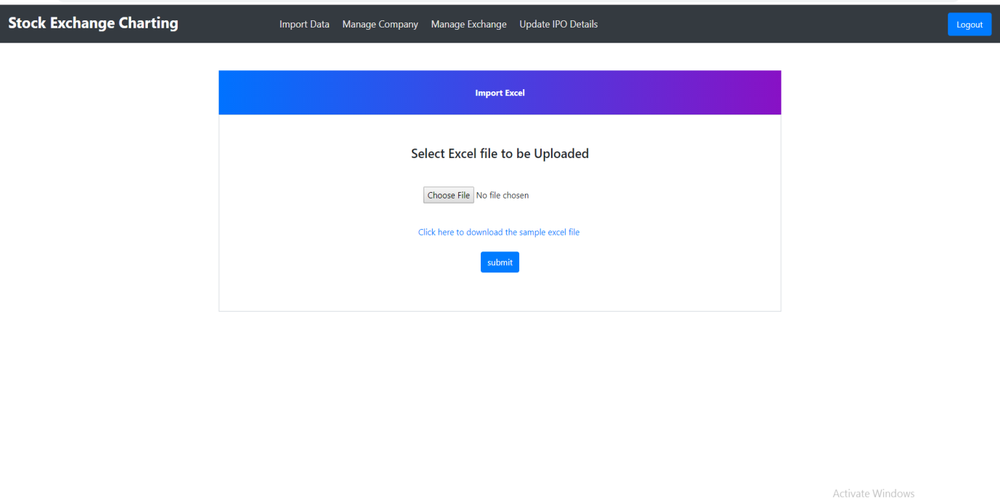 Stock Exchange Charting Import Data Manage Company Manage Exchange Update IPO Details Logout
Import Excel
Select Excel file to be Uploaded
Choose File No file chosen
Click here to download the sample excel file
submit
Activate Windows